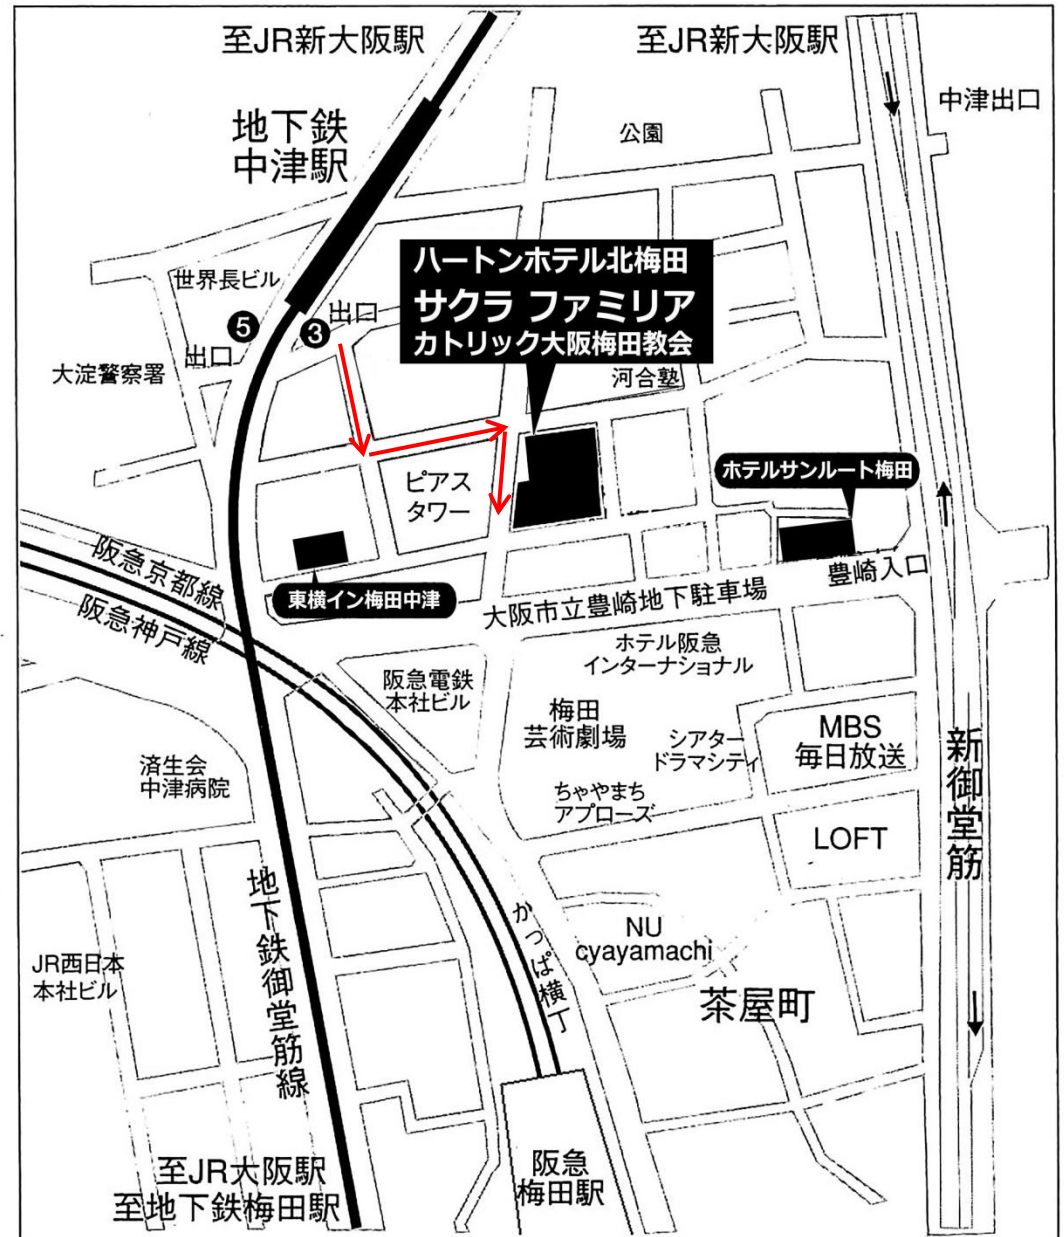 至JR新大阪駅
至JR新大阪駅
中津出口
地下鉄
中津駅
公園
世界長ビル
ハートンホテル北梅田
サクラ ファミリア
カトリック大阪梅田教会
❺
出口
❸
出口
大淀警察署
河合塾
ピアス
タワー
ホテルサンルート梅田
阪急京都線
阪急神戸線
東横イン梅田中津
大阪市立豊崎地下駐車場
豊崎入口
阪急電鉄
本社ビル
ホテル阪急
インターナショナル
梅田
芸術劇場
シアター
ドラマシティ
MBS
毎日放送
新御堂筋
済生会
中津病院
ちゃやまち
アプローズ
LOFT
地下鉄御堂筋線
かっぱ横丁
NU
cyayamachi
JR西日本
本社ビル
茶屋町
至JR大阪駅
至地下鉄梅田駅
阪急
梅田駅